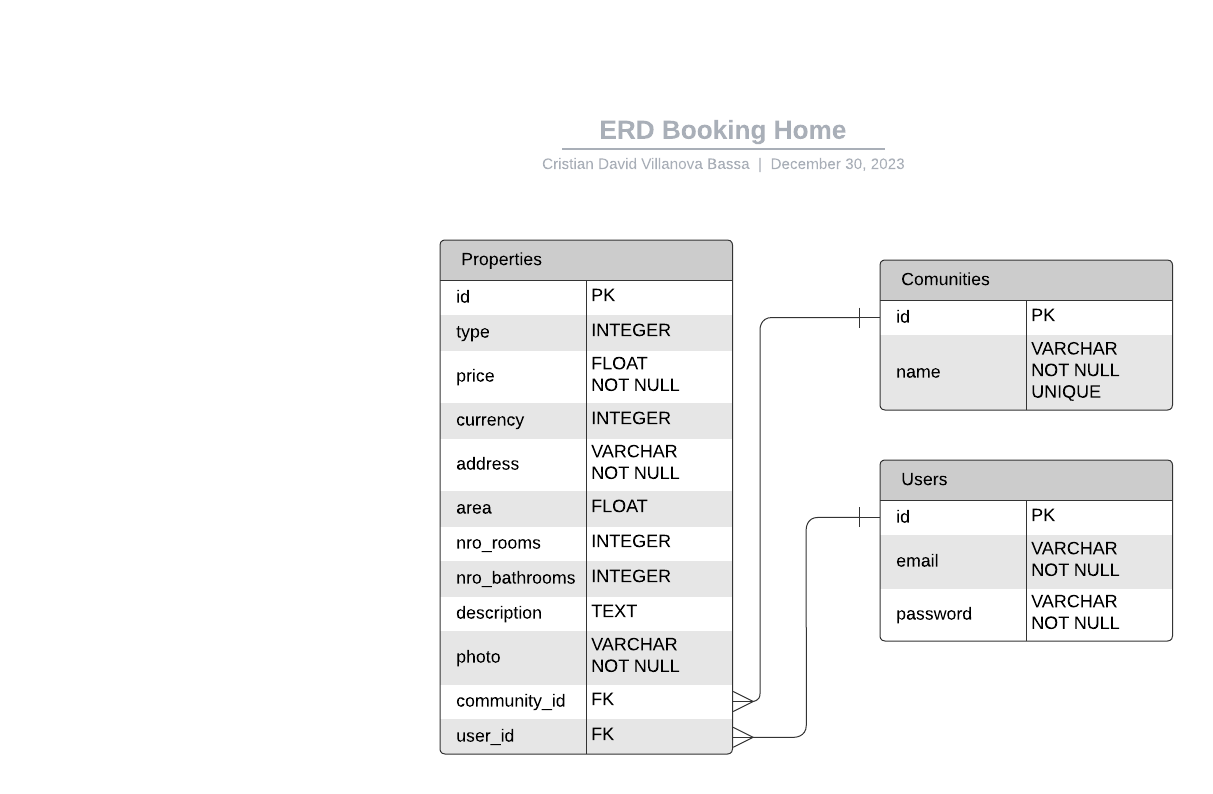 ERD Booking Home
Cristian David Villanova Bassa | December 30, 2023
Properties
id PK
type INTEGER
price FLOAT
NOT NULL
currency INTEGER
address VARCHAR
NOT NULL
area FLOAT
nro_rooms INTEGER
nro_bathrooms INTEGER
description TEXT
photo VARCHAR
NOT NULL
community_id FK
user_id FK
Comunities
id PK
name VARCHAR
NOT NULL
UNIQUE
Users
id PK
email VARCHAR
NOT NULL
password VARCHAR
NOT NULL